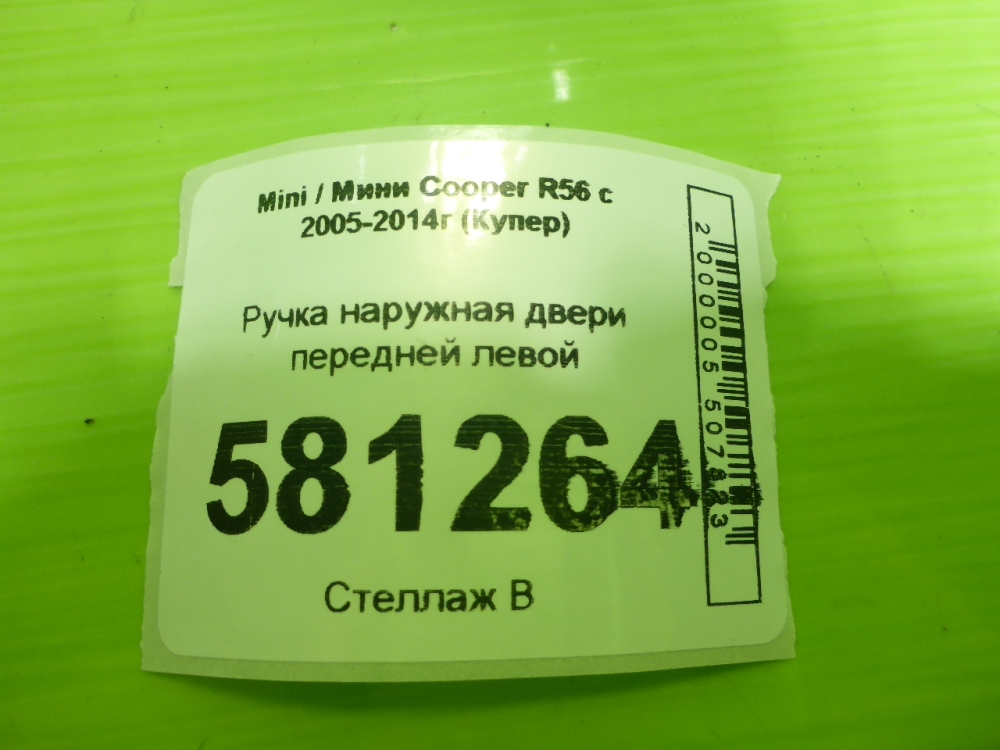 Mini / Мини Cooper R56 с
2005-2014г (Купер)
Ручка наружная двери
передней левой
581264
Стеллаж В
2000005507823